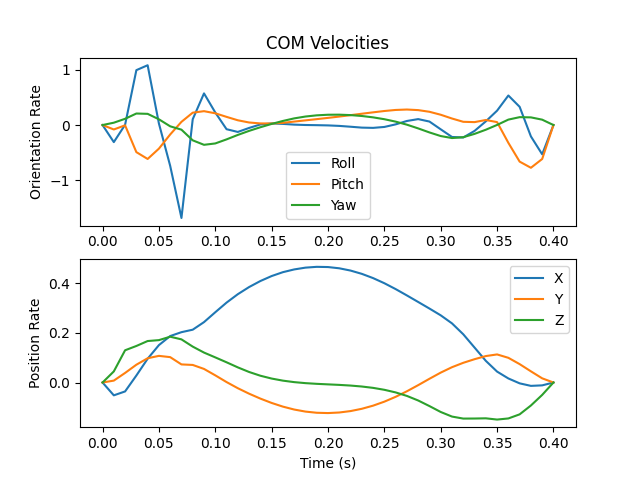 COM Velocities
Orientation Rate
1
0
−1
Roll
Pitch
Yaw
0.00 0.05 0.10 0.15 0.20 0.25 0.30 0.35 0.40
Position Rate
0.4
0.2
0.0
X
Y
Z
0.00 0.05 0.10 0.15 0.20 0.25 0.30 0.35 0.40
Time (s)